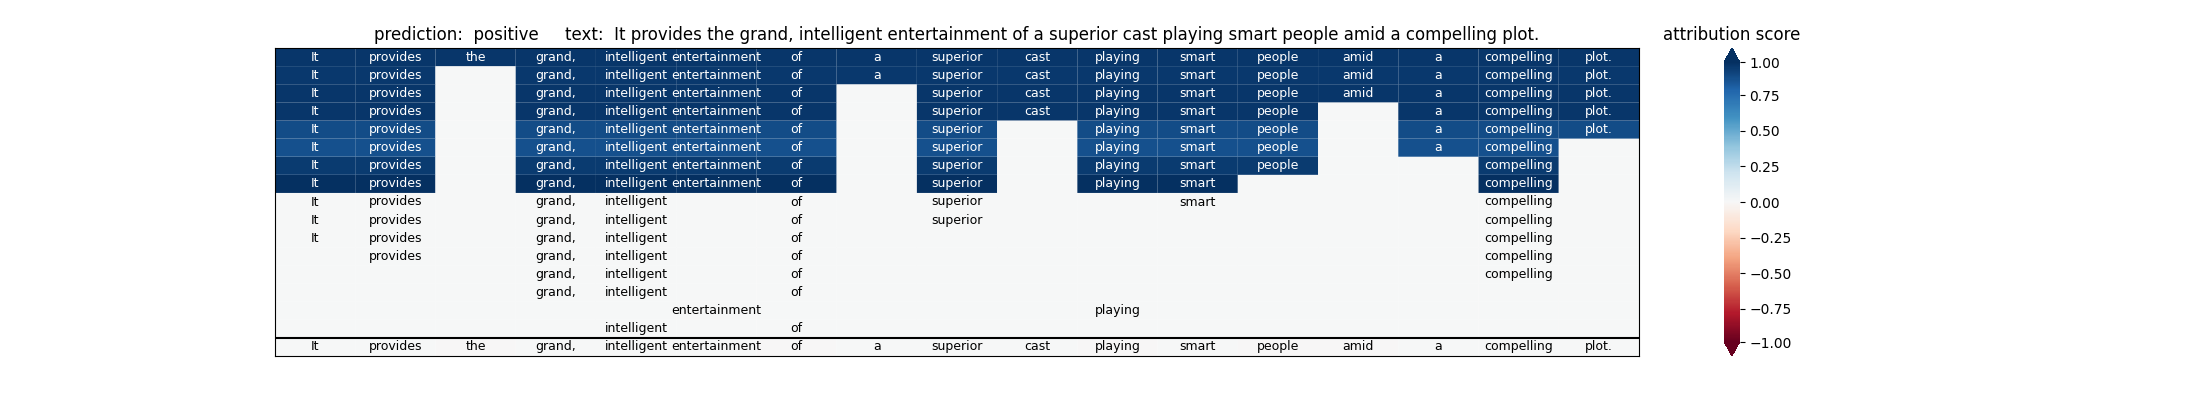 prediction:  positive     text:  It provides the grand, intelligent entertainment of a superior cast playing smart people amid a compelling plot.
attribution score
It provides the grand, intelligent entertainment of a superior cast playing smart people amid a compelling plot.
It provides grand, intelligent entertainment of a superior cast playing smart people amid a compelling plot.
It provides grand, intelligent entertainment of superior cast playing smart people amid a compelling plot.
It provides grand, intelligent entertainment of superior cast playing smart people a compelling plot.
It provides grand, intelligent entertainment of superior playing smart people a compelling plot.
It provides grand, intelligent entertainment of superior playing smart people a compelling
It provides grand, intelligent entertainment of superior playing smart people compelling
It provides grand, intelligent entertainment of superior playing smart compelling
It provides grand, intelligent of superior smart compelling
It provides grand, intelligent of superior compelling
It provides grand, intelligent of compelling
provides grand, intelligent of compelling
grand, intelligent of compelling
grand, intelligent of
entertainment playing
intelligent of
It provides the grand, intelligent entertainment of a superior cast playing smart people amid a compelling plot.
1.00
0.75
0.50
0.25
0.00
−0.25
−0.50
−0.75
−1.00